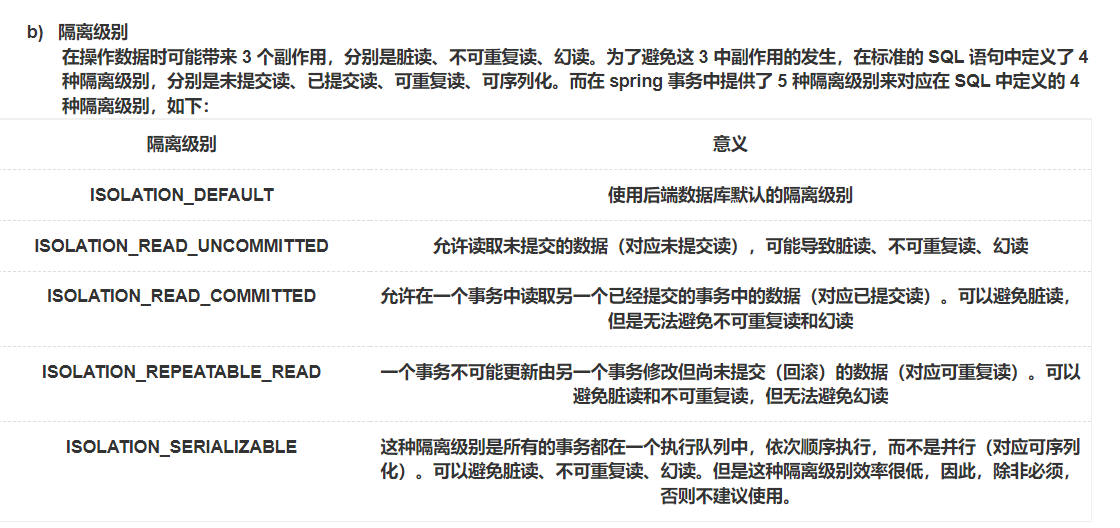 b) 隔离级别
在操作数据时可能带来 3 个副作用，分别是脏读、不可重复读、幻读。为了避免这 3 中副作用的发生，在标准的 SQL 语句中定义了 4
种隔离级别，分别是未提交读、已提交读、可重复读、可序列化。而在 spring 事务中提供了 5 种隔离级别来对应在 SQL 中定义的 4
种隔离级别，如下：
隔离级别 意义
ISOLATION_DEFAULT 使用后端数据库默认的隔离级别
ISOLATION_READ_UNCOMMITTED 允许读取未提交的数据（对应未提交读），可能导致脏读、不可重复读、幻读
ISOLATION_READ_COMMITTED 允许在一个事务中读取另一个已经提交的事务中的数据（对应已提交读）。可以避免脏读，
但是无法避免不可重复读和幻读
ISOLATION_REPEATABLE_READ 一个事务不可能更新由另一个事务修改但尚未提交（回滚）的数据（对应可重复读）。可以
避免脏读和不可重复读，但无法避免幻读
ISOLATION_SERIALIZABLE 这种隔离级别是所有的事务都在一个执行队列中，依次顺序执行，而不是并行（对应可序列
化）。可以避免脏读、不可重复读、幻读。但是这种隔离级别效率很低，因此，除非必须，
否则不建议使用。